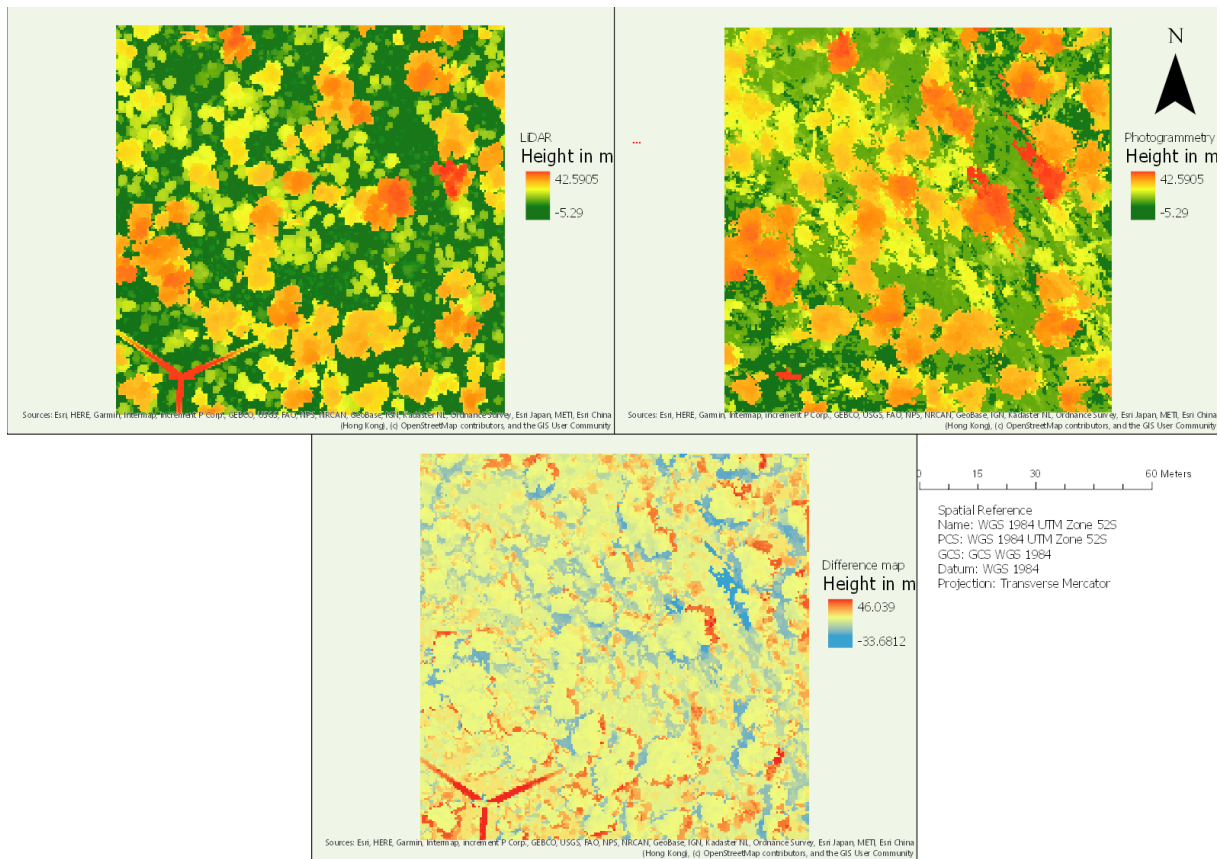 N
LiDAR
Height in m
42.5905
-5.29
...
Photogrammetry
Height in m
42.5905
-5.29
Sources: Esri, HERE, Garmin, Intermap, increment P Corp., GEBCO, USGS, FAO, NPS, NRCAN, GeoBase, IGN, Kadaster NL, Ordnance Survey, Esri Japan, METI, Esri China
(Hong Kong), (c) OpenStreetMap contributors, and the GIS User Community
Sources: Esri, HERE, Garmin, Intermap, increment P Corp., GEBCO, USGS, FAO, NPS, NRCAN, GeoBase, IGN, Kadaster NL, Ordnance Survey, Esri Japan, METI, Esri China
(Hong Kong), (c) OpenStreetMap contributors, and the GIS User Community
0 15 30 60 Meters
Spatial Reference
Name: WGS 1984 UTM Zone 52S
PCS: WGS 1984 UTM Zone 52S
GCS: GCS WGS 1984
Datum: WGS 1984
Projection: Transverse Mercator
Difference map
Height in m
46.039
-33.6812
Sources: Esri, HERE, Garmin, Intermap, increment P Corp., GEBCO, USGS, FAO, NPS, NRCAN, GeoBase, IGN, Kadaster NL, Ordnance Survey, Esri Japan, METI, Esri China
(Hong Kong), (c) OpenStreetMap contributors, and the GIS User Community